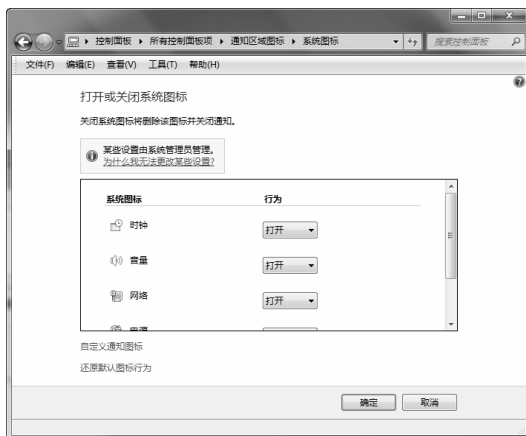 控制面板 ▸ 所有控制面板项 ▸ 通知区域图标 ▸ 系统图标
搜索控制面板
文件(F) 编辑(E) 查看(V) 工具(T) 帮助(H)
打开或关闭系统图标
关闭系统图标将删除该图标并关闭通知。
某些设置由系统管理员管理。
为什么我无法更改某些设置?
系统图标 行为
时钟 打开
音量 打开
网络 打开
电源
自定义通知图标
还原默认图标行为
确定 取消